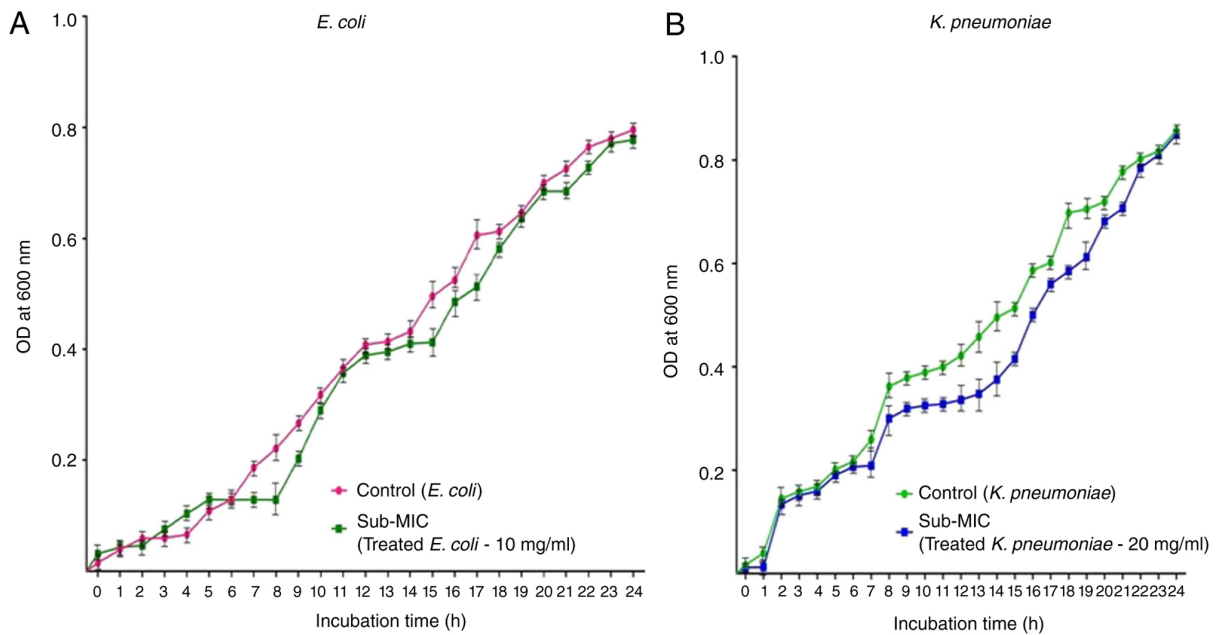 A
E. coli
1.0
0.8
0.6
0.4
0.2
OD at 600 nm
Control (E. coli)
Sub-MIC
(Treated E. coli - 10 mg/ml)
0 1 2 3 4 5 6 7 8 9 10 11 12 13 14 15 16 17 18 19 20 21 22 23 24
Incubation time (h)
B
K. pneumoniae
1.0
0.8
0.6
0.4
0.2
OD at 600 nm
Control (K. pneumoniae)
Sub-MIC
(Treated K. pneumoniae - 20 mg/ml)
0 1 2 3 4 5 6 7 8 9 10 11 12 13 14 15 16 17 18 19 20 21 22 23 24
Incubation time (h)